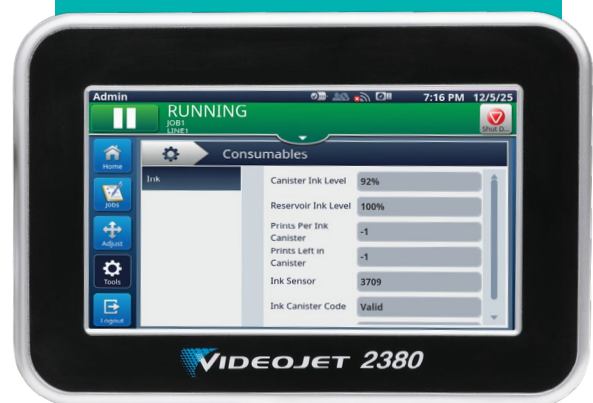 Admin 7:16 PM 12/5/25
RUNNING
JOB1
LINE1
Shut D...
Home
Consumables
Jobs
Ink
Canister Ink Level 92%
Reservoir Ink Level 100%
Prints Per Ink
Canister
-1
Adjust
Prints Left in
Canister
-1
Tools
Ink Sensor 3709
Ink Canister Code Valid
Logout
VIDEOJET 2380